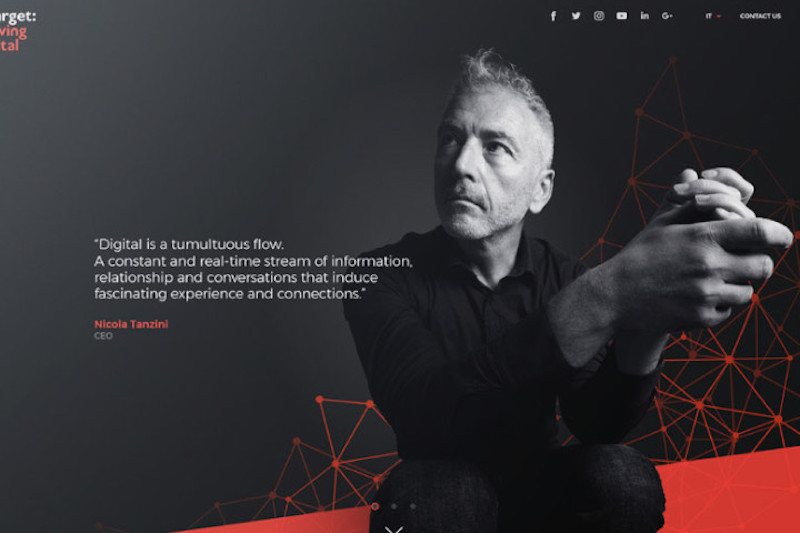 arget:
ving
tal
IT
CONTACT US
"Digital is a tumultuous flow.
A constant and real-time stream of information,
relationship and conversations that induce
fascinating experience and connections."
Nicola Tanzini
CEO